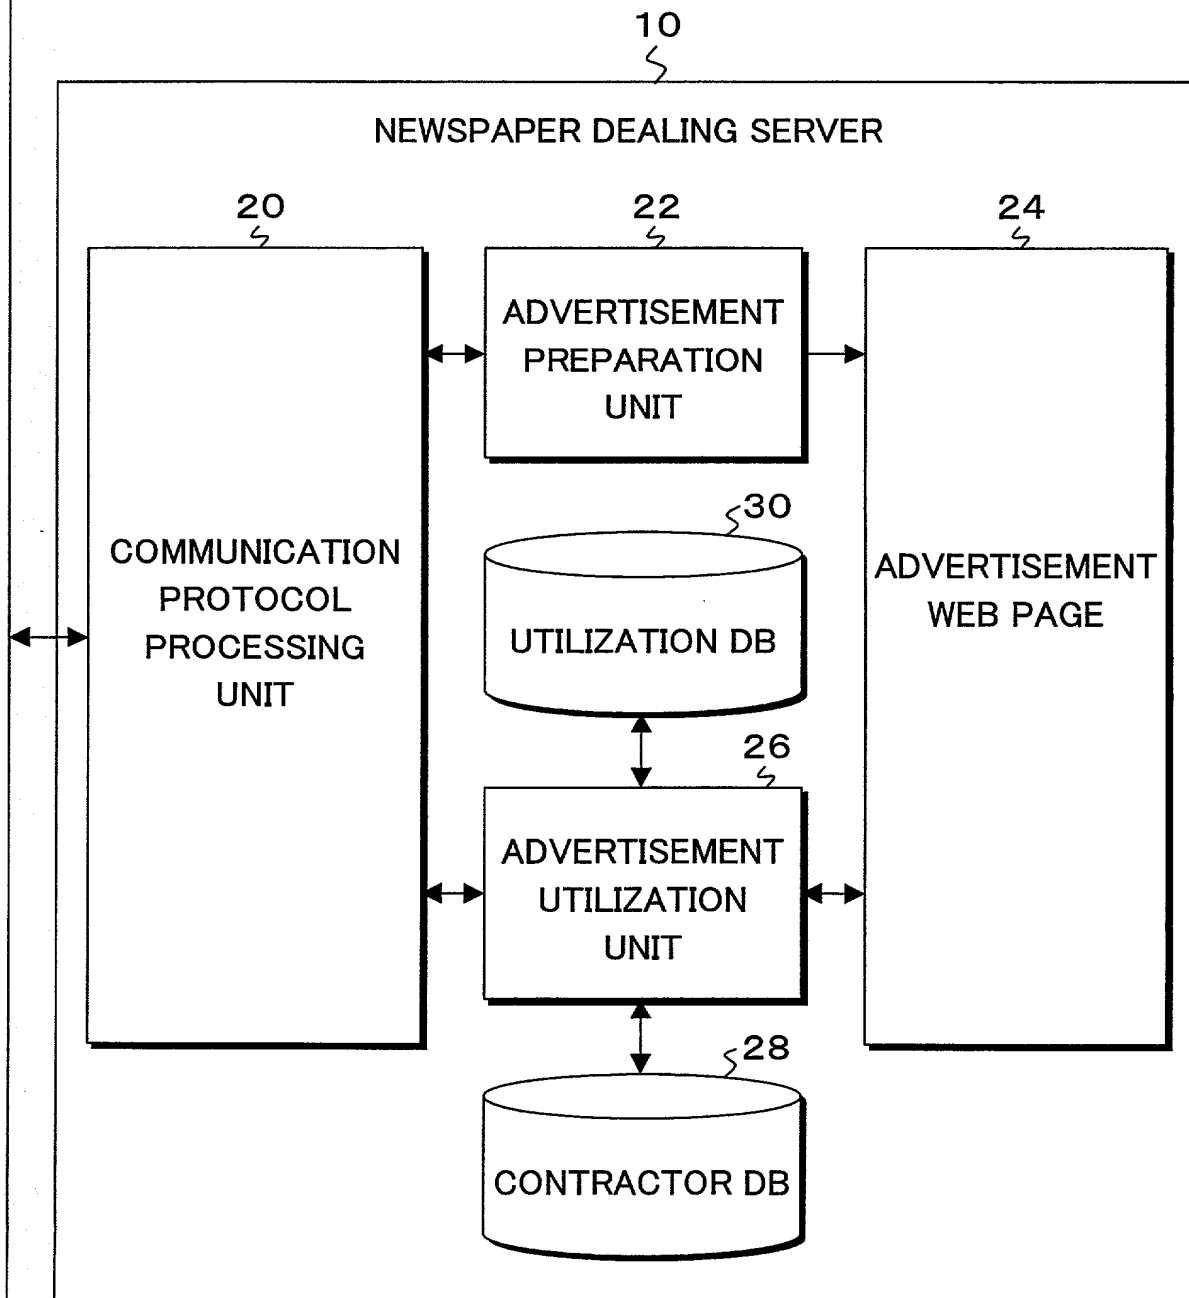 10
NEWSPAPER DEALING SERVER
20
22
24
ADVERTISEMENT
PREPARATION
UNIT
30
COMMUNICATION
PROTOCOL
PROCESSING
UNIT
UTILIZATION DB
ADVERTISEMENT
WEB PAGE
26
ADVERTISEMENT
UTILIZATION
UNIT
28
CONTRACTOR DB